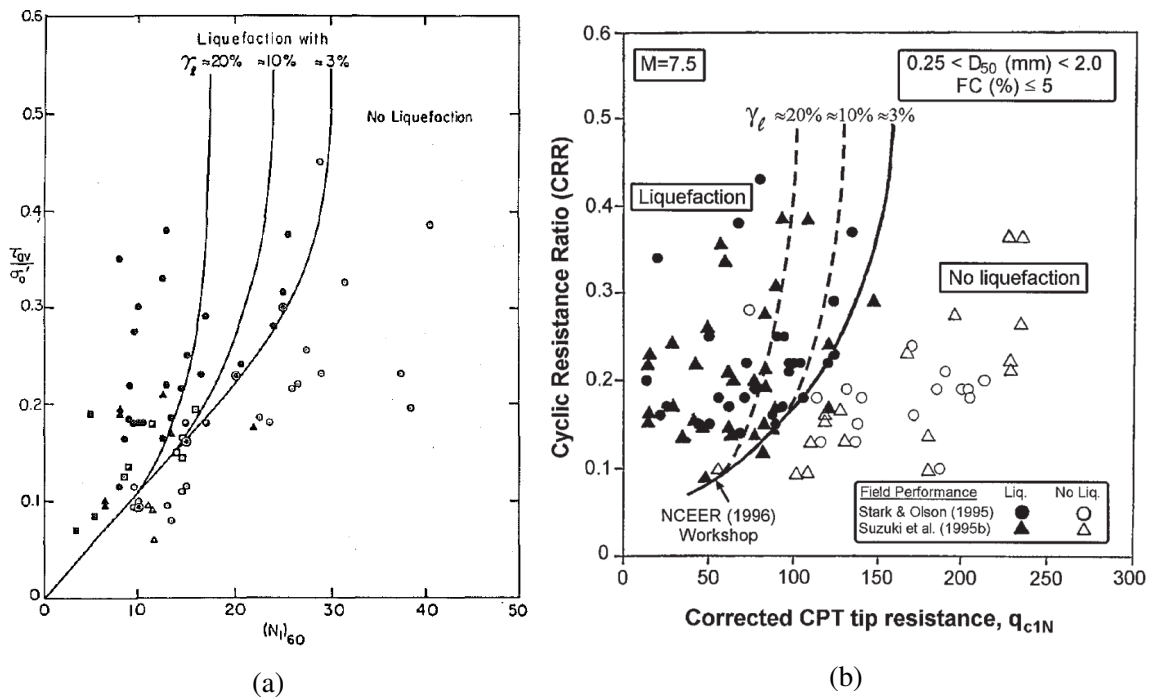 0.6
0.5
0.4
0.3
0.2
0.1
0
τav
σo'
Liquefaction with
γℓ ≈20% ≈10% ≈3%
No Liquefaction
0 10 20 30 40 50
(N1)60
(a)
0.6
0.5
0.4
0.3
0.2
0.1
0
Cyclic Resistance Ratio (CRR)
M=7.5
0.25 < D50 (mm) < 2.0
FC (%) ≤ 5
γℓ ≈20% ≈10% ≈3%
Liquefaction
No liquefaction
NCEER (1996)
Workshop
Field Performance Liq. No Liq.
Stark & Olson (1995)
Suzuki et al. (1995b)
0 50 100 150 200 250 300
Corrected CPT tip resistance, qc1N
(b)